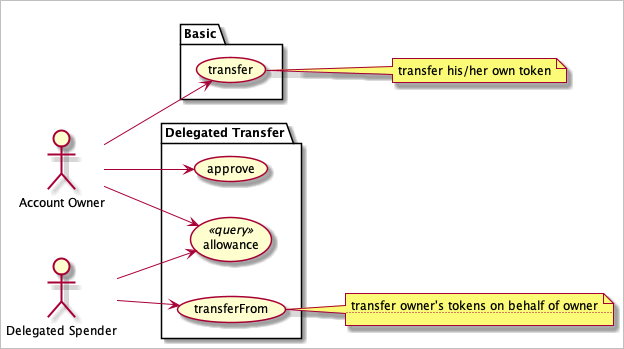 Basic
transfer
transfer his/her own token
Delegated Transfer
approve
Account Owner
«query»
allowance
transferFrom
transfer owner's tokens on behalf of owner
Delegated Spender